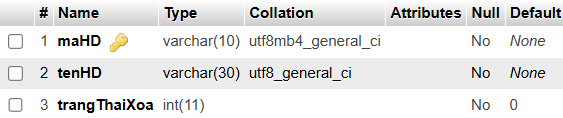 # Name Type Collation Attributes Null Default
1 maHD varchar(10) utf8mb4_general_ci No None
2 tenHD varchar(30) utf8_general_ci No None
3 trangThaiXoa int(11) No 0